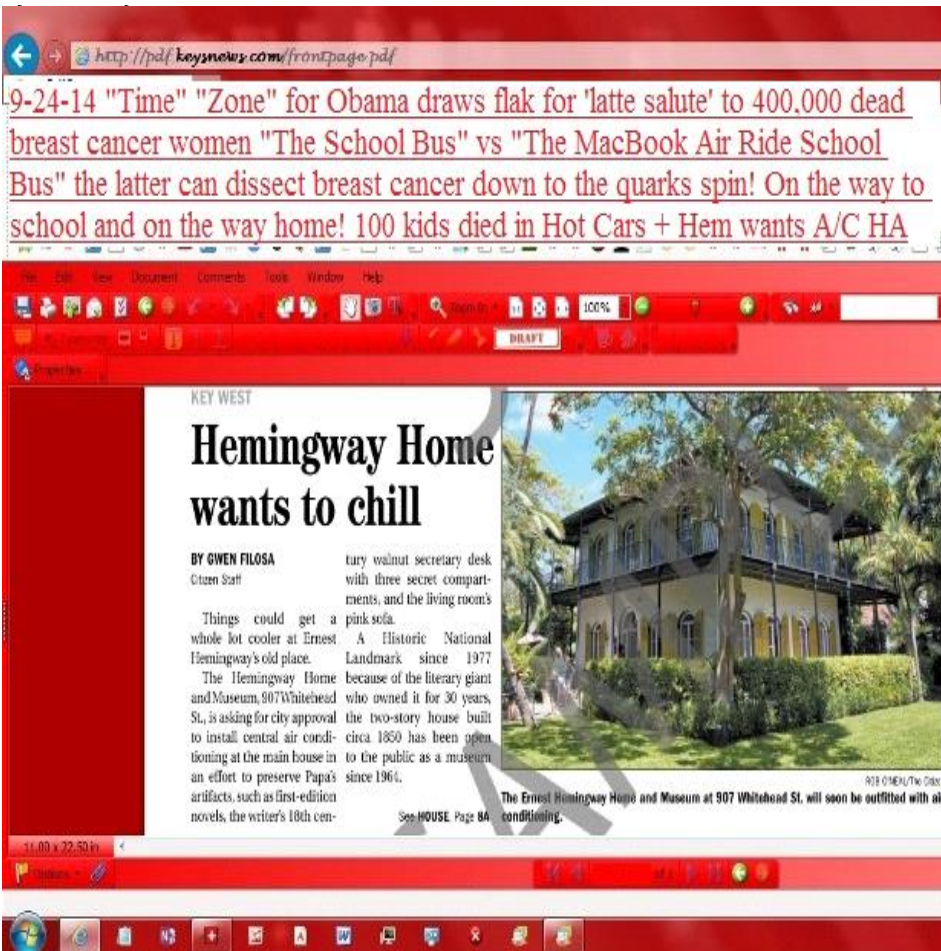 http://pdf.keysnews.com/frontpage.pdf
9-24-14 "Time" "Zone" for Obama draws flak for 'latte salute' to 400,000 dead
breast cancer women "The School Bus" vs "The MacBook Air Ride School
Bus" the latter can dissect breast cancer down to the quarks spin! On the way to
school and on the way home! 100 kids died in Hot Cars + Hem wants A/C HA
File Edit View Document Comments Tools Window Help
100%
DRAFT
Properties
KEY WEST
Hemingway Home
wants to chill
BY GWEN FILOSA
Citizen Staff
Things could get a
whole lot cooler at Ernest
Hemingway's old place.
The Hemingway Home
and Museum, 907 Whitehead
St., is asking for city approval
to install central air condi-
tioning at the main house in
an effort to preserve Papa's
artifacts, such as first-edition
novels, the writer's 18th cen-
tury walnut secretary desk
with three secret compart-
ments, and the living room's
pink sofa.
A Historic National
Landmark since 1977
because of the literary giant
who owned it for 30 years,
the two-story house built
circa 1850 has been open
to the public as a museum
since 1964.
See HOUSE, Page 8A
ROB O'NEAL/The Citize
The Ernest Hemingway Home and Museum at 907 Whitehead St. will soon be outfitted with ai
conditioning.
11.00 x 22.50 in
Options